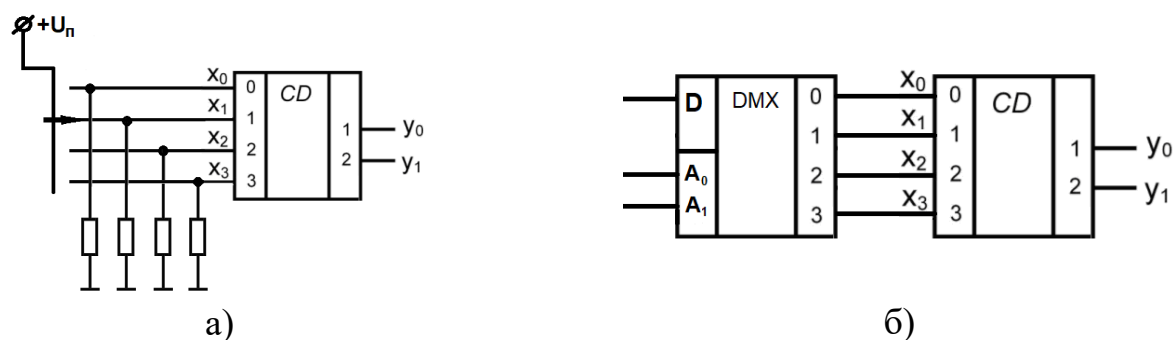 +Uп
x0 0 CD
x1 1 1 y0
x2 2 2 y1
x3 3
а)
D DMX 0 x0 0 CD
1 x1 1 1 y0
A0 2 x2 2 2 y1
A1 3 x3 3
б)